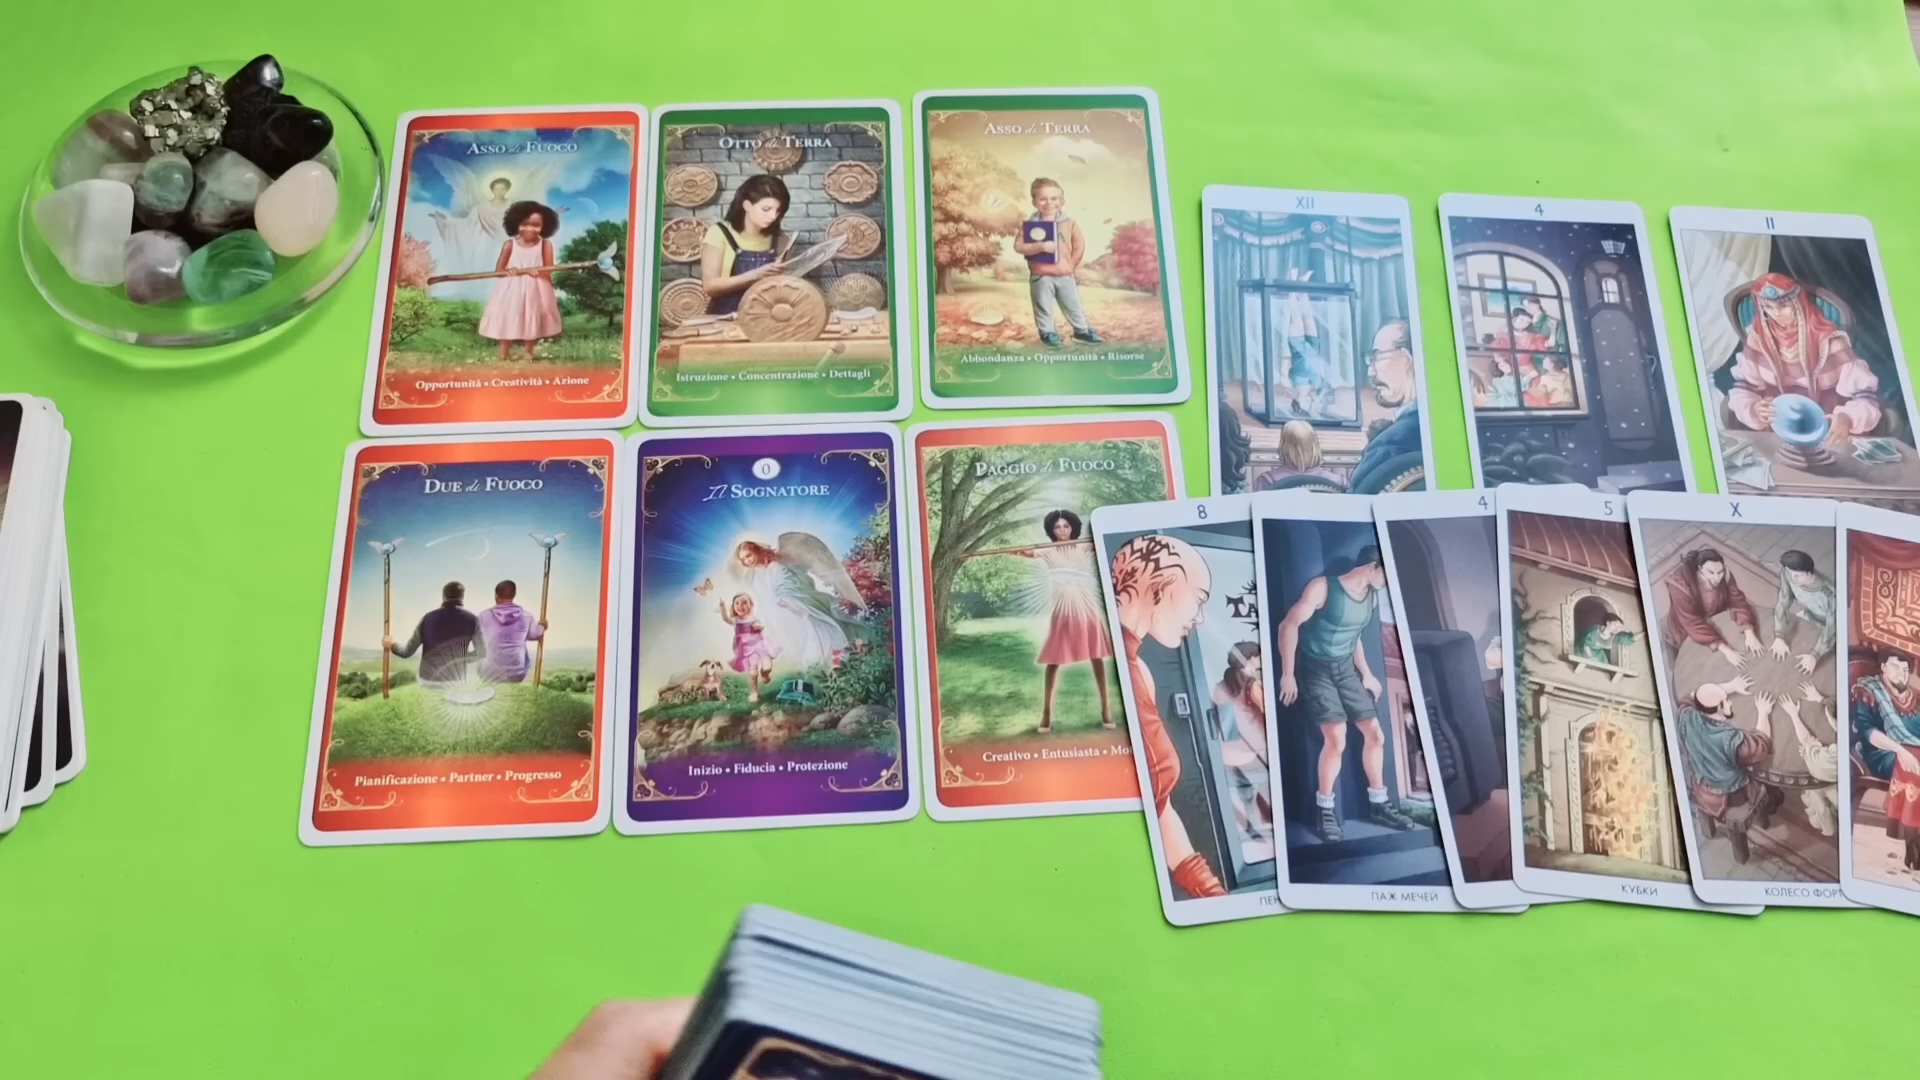 Asso di Fuoco
Opportunità • Creatività • Azione
Otto di Terra
Istruzione • Concentrazione • Dettagli
Asso di Terra
Abbondanza • Opportunità • Risorse
XII
4
II
Due di Fuoco
Pianificazione • Partner • Progresso
0
Il Sognatore
Inizio • Fiducia • Protezione
Paggio di Fuoco
Creativo • Entusiasta •
8
ПАЖ МЕЧЕЙ
4
5
КУБКИ
X
КОЛЕСО ФОРТ